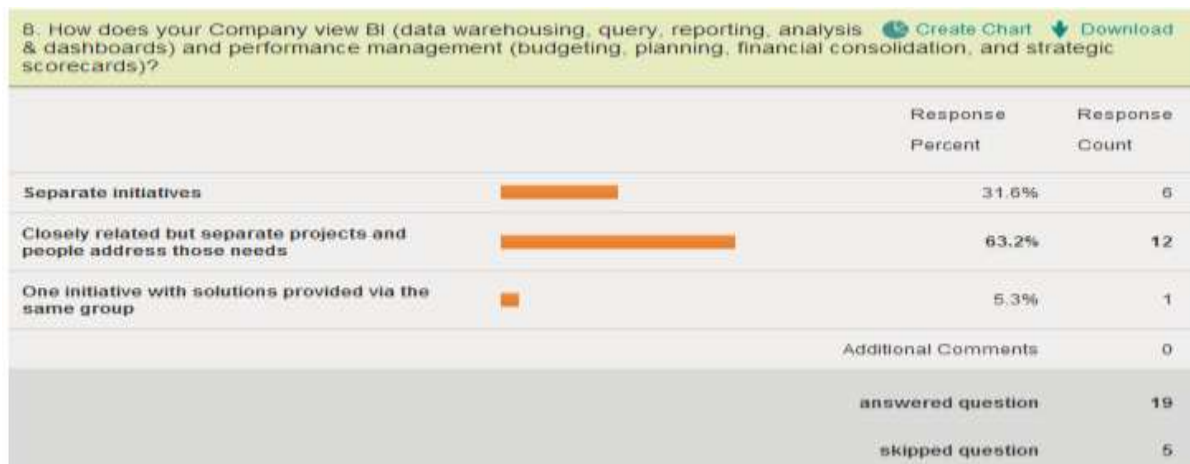 8. How does your Company view BI (data warehousing, query, reporting, analysis Create Chart Download
& dashboards) and performance management (budgeting, planning, financial consolidation, and strategic
scorecards)?
Response Response
Percent Count
Separate initiatives 31.6% 6
Closely related but separate projects and
people address those needs 63.2% 12
One initiative with solutions provided via the
same group 5.3% 1
Additional Comments 0
answered question 19
skipped question 5